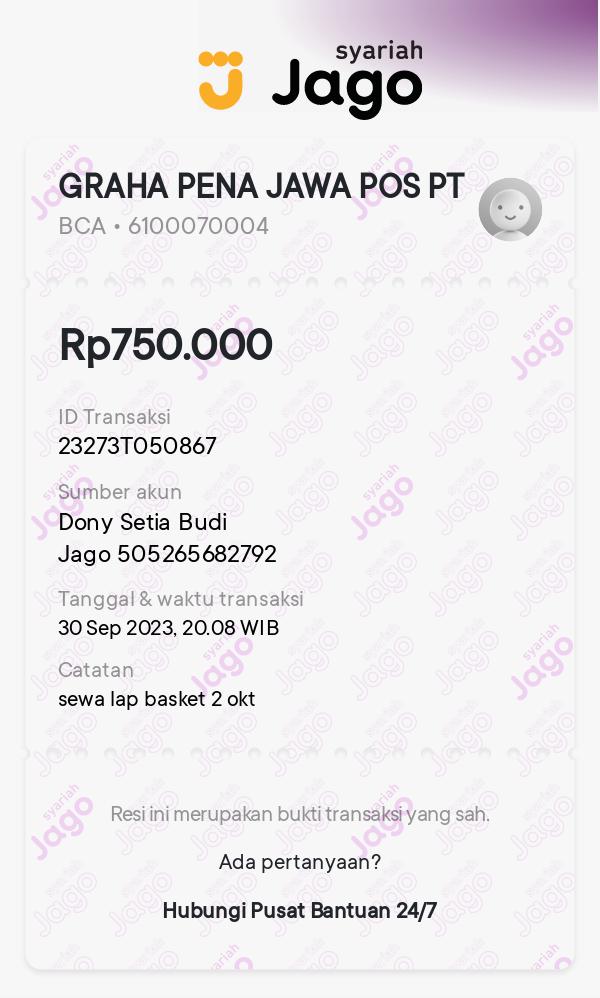 syariah
Jago
GRAHA PENA JAWA POS PT
BCA • 6100070004
Rp750.000
ID Transaksi
23273T050867
Sumber akun
Dony Setia Budi
Jago 505265682792
Tanggal & waktu transaksi
30 Sep 2023, 20.08 WIB
Catatan
sewa lap basket 2 okt
Resi ini merupakan bukti transaksi yang sah.
Ada pertanyaan?
Hubungi Pusat Bantuan 24/7